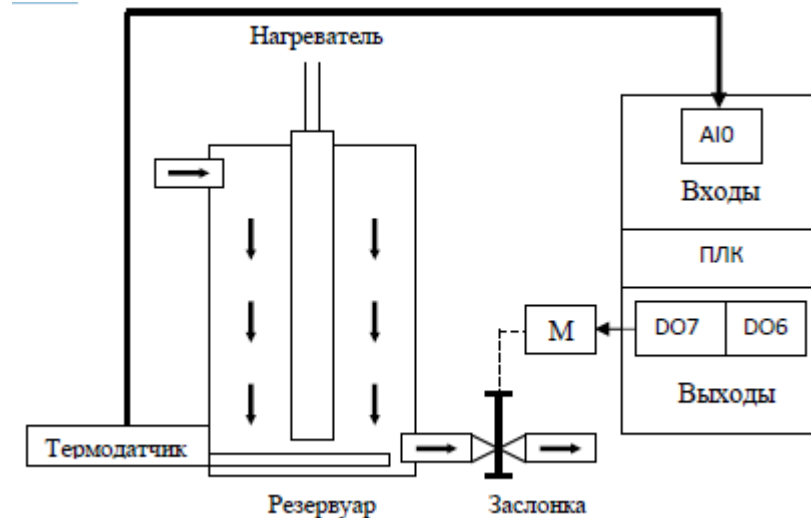 Нагреватель
AI0
Входы
ПЛК
M
DO7
DO6
Выходы
Термодатчик
Резервуар
Заслонка